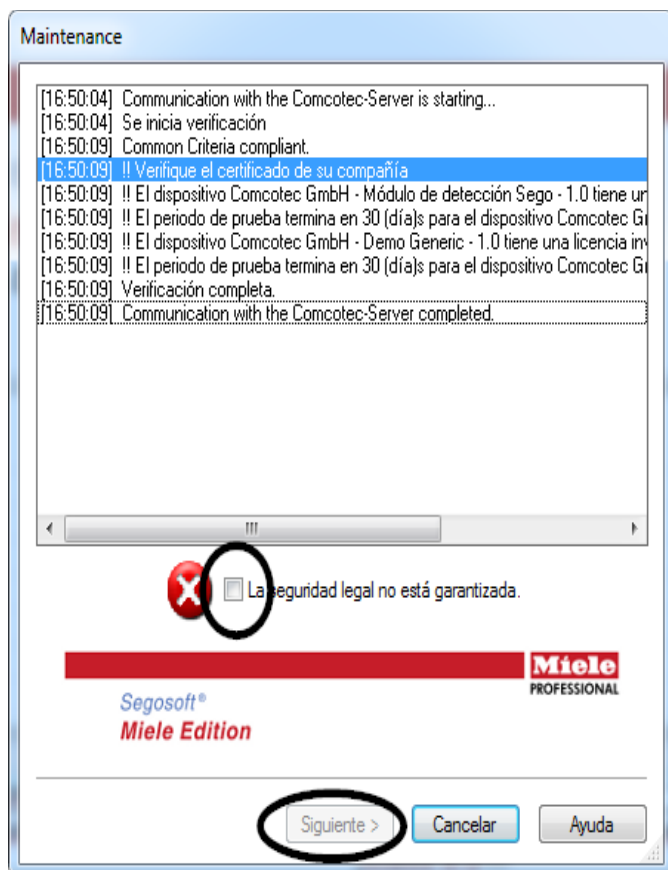 Maintenance
[16:50:04] Communication with the Comcotec-Server is starting...
[16:50:04] Se inicia verificación
[16:50:09] Common Criteria compliant.
[16:50:09] !! Verifique el certificado de su compañía
[16:50:09] !! El dispositivo Comcotec GmbH - Módulo de detección Sego - 1.0 tiene un
[16:50:09] !! El periodo de prueba termina en 30 (día)s para el dispositivo Comcotec
[16:50:09] !! El dispositivo Comcotec GmbH - Demo Generic - 1.0 tiene una licencia
[16:50:09] !! El periodo de prueba termina en 30 (día)s para el dispositivo Comcotec
[16:50:09] Verificación completa.
[16:50:09] Communication with the Comcotec-Server completed.
La seguridad legal no está garantizada.
Miele
PROFESSIONAL
Segosoft®
Miele Edition
Siguiente >
Cancelar
Ayuda